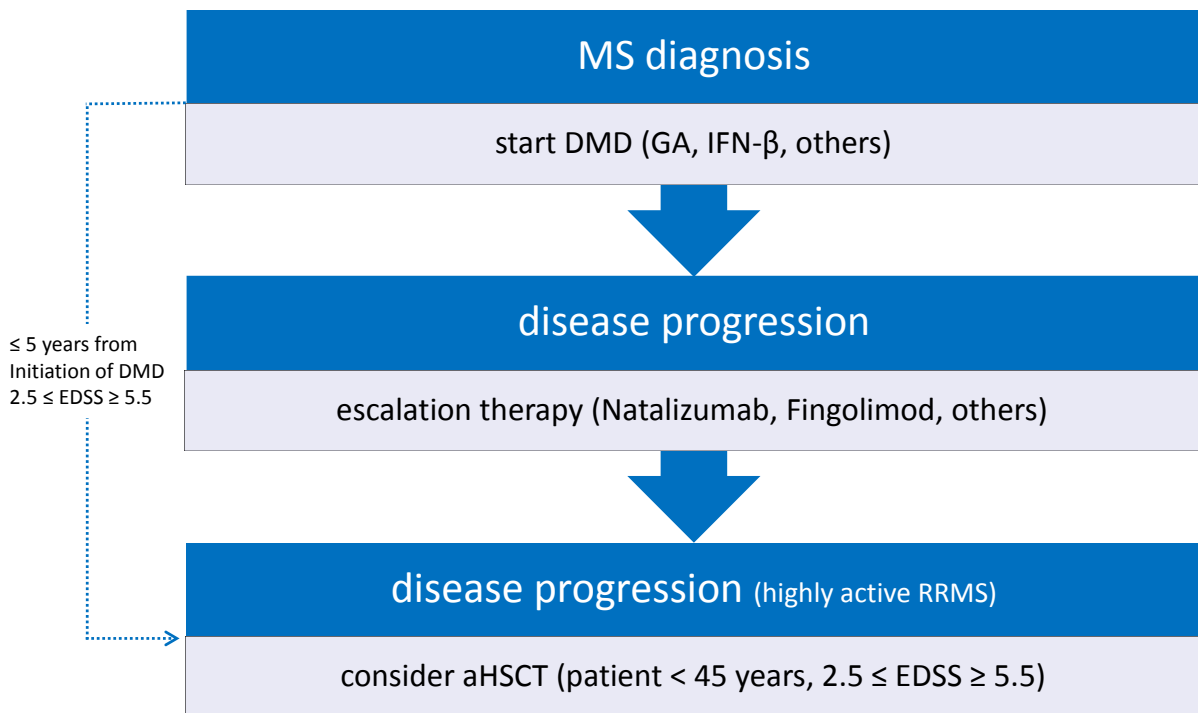 MS diagnosis
start DMD (GA, IFN-β, others)
disease progression
≤ 5 years from
Initiation of DMD
2.5 ≤ EDSS ≥ 5.5
escalation therapy (Natalizumab, Fingolimod, others)
disease progression (highly active RRMS)
consider aHSCT (patient < 45 years, 2.5 ≤ EDSS ≥ 5.5)